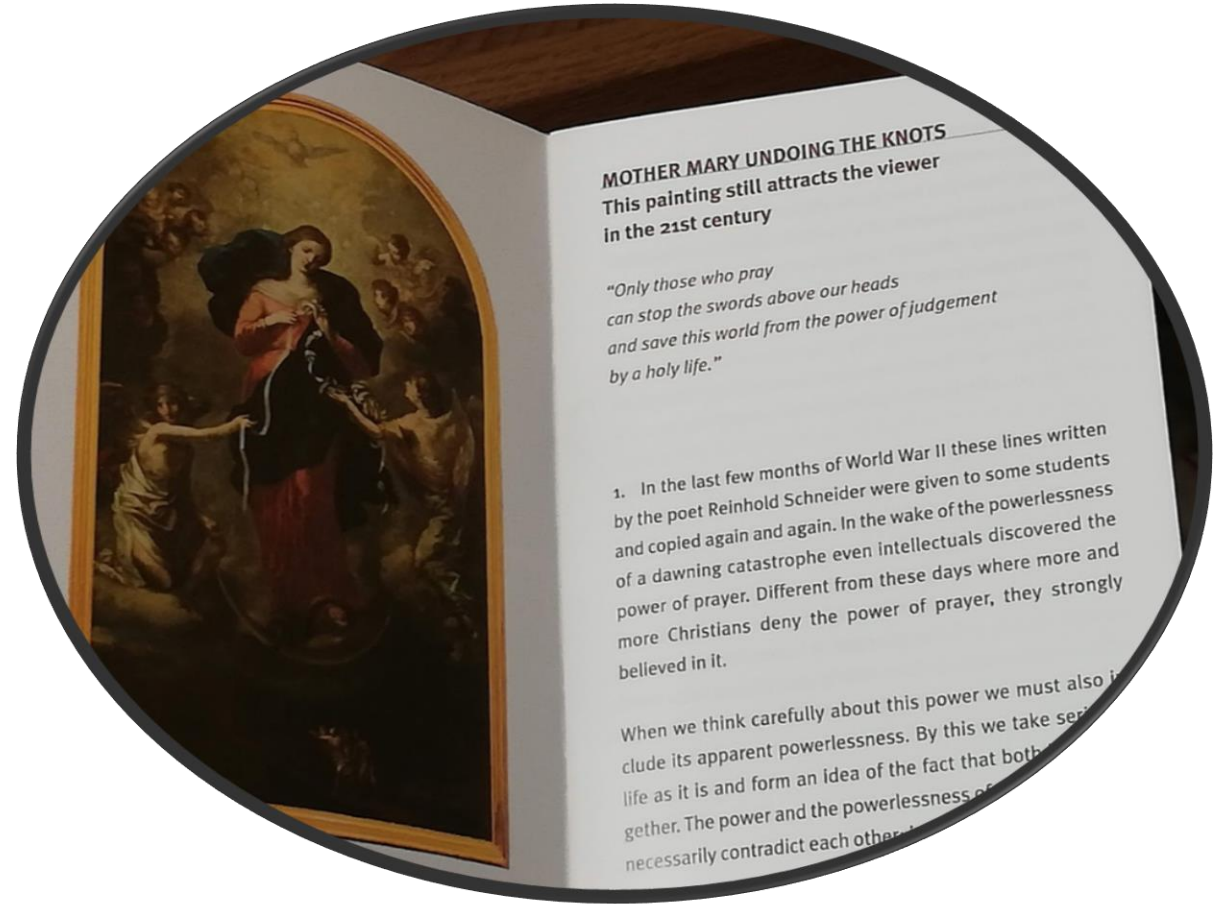 MOTHER MARY UNDOING THE KNOTS
This painting still attracts the viewer
in the 21st century
“Only those who pray
can stop the swords above our heads
and save this world from the power of judgement
by a holy life.”
1. In the last few months of World War II these lines written
by the poet Reinhold Schneider were given to some students
and copied again and again. In the wake of the powerlessness
of a dawning catastrophe even intellectuals discovered the
power of prayer. Different from these days where more and
more Christians deny the power of prayer, they strongly
believed in it.
When we think carefully about this power we must also
clude its apparent powerlessness. By this we take
life as it is and form an idea of the fact that both
gether. The power and the powerlessness
necessarily contradict each other